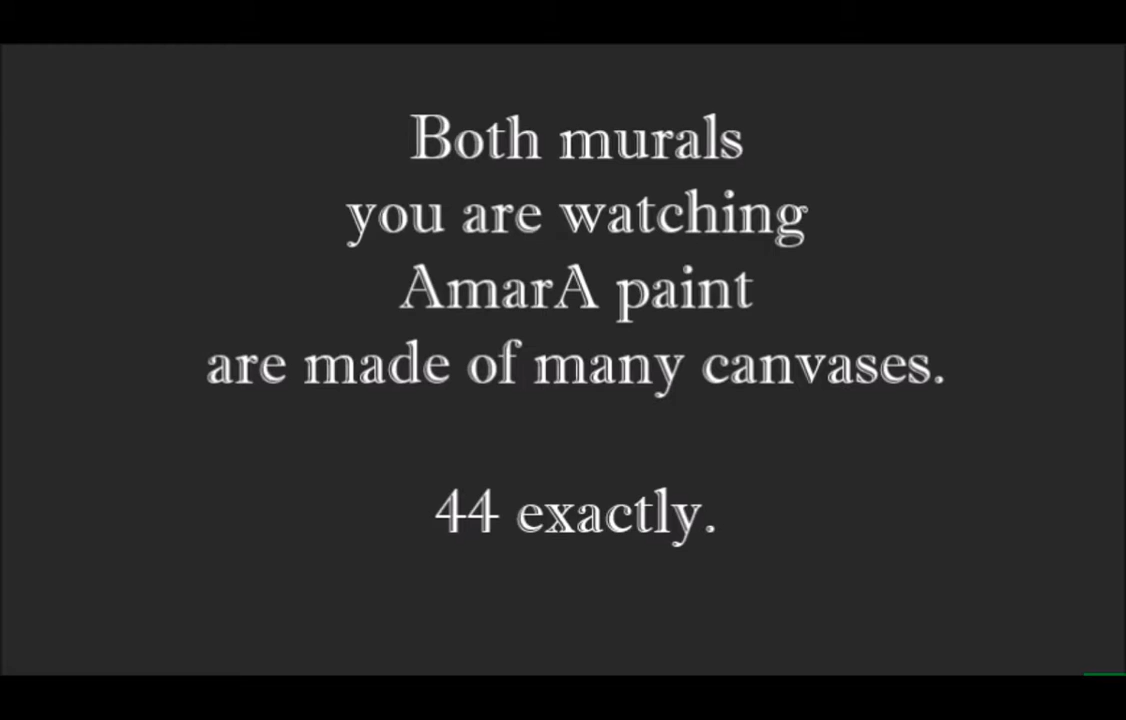 Both murals
you are watching
AmarA paint
are made of many canvases.
44 exactly.